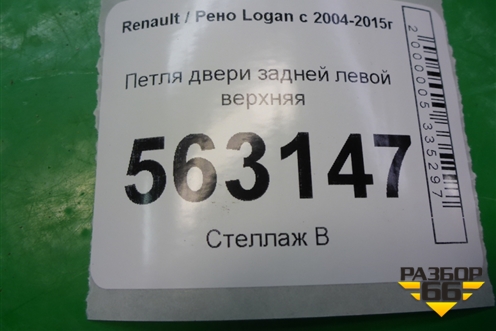 Renault / Рено Logan с 2004-2015г
Петля двери задней левой
верхняя
563147
Стеллаж В
2000005335297
РАЗБОР
66